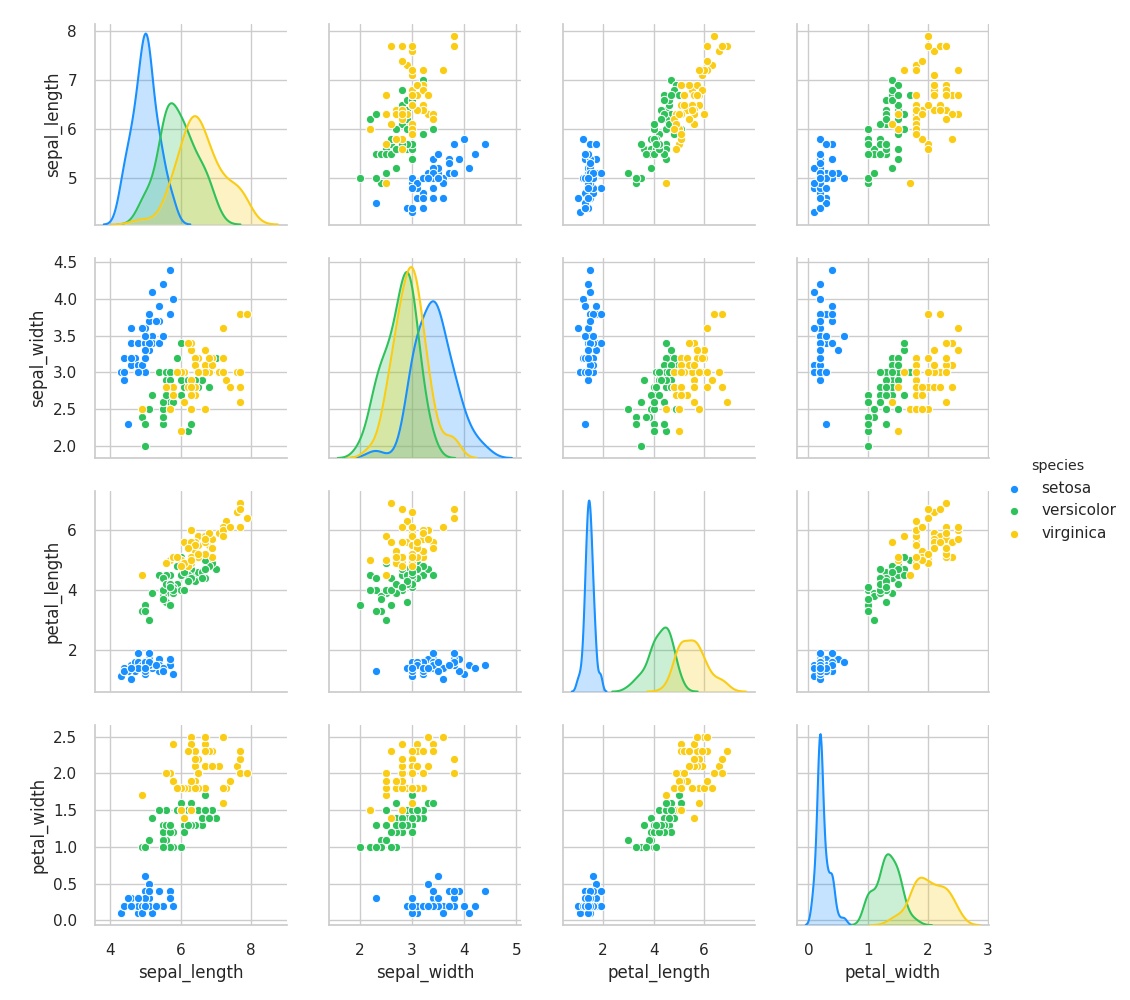 8
7
6
5
sepal_length
4.5
4.0
3.5
3.0
2.5
2.0
sepal_width
6
4
2
petal_length
species
setosa
versicolor
virginica
2.5
2.0
1.5
1.0
0.5
0.0
petal_width
4 6 8
2 3 4 5
2 4 6
0 1 2 3
sepal_length
sepal_width
petal_length
petal_width